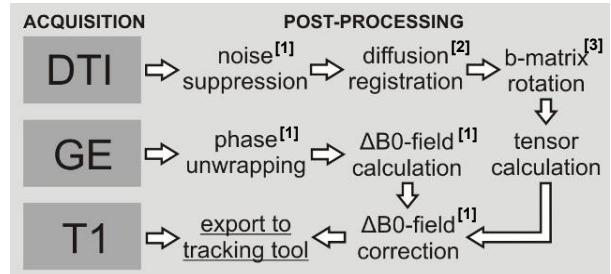 ACQUISITION
POST-PROCESSING
DTI
noise[1]
suppression
diffusion[2]
registration
b-matrix[3]
rotation
GE
phase[1]
unwrapping
ΔB0-field[1]
calculation
tensor
calculation
T1
export to
tracking tool
ΔB0-field[1]
correction